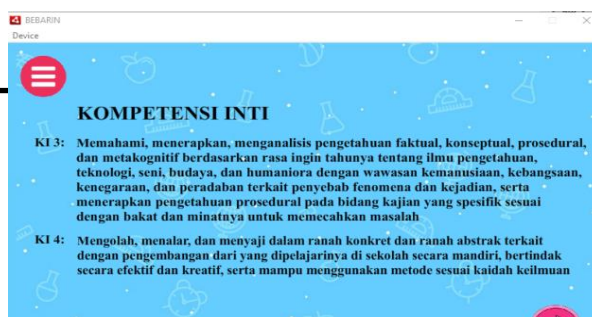 BEBARIN
Device
KOMPETENSI INTI
KI 3: Memahami, menerapkan, menganalisis pengetahuan faktual, konseptual, prosedural,
dan metakognitif berdasarkan rasa ingin tahunya tentang ilmu pengetahuan,
teknologi, seni, budaya, dan humaniora dengan wawasan kemanusiaan, kebangsaan,
kenegaraan, dan peradaban terkait penyebab fenomena dan kejadian, serta
menerapkan pengetahuan prosedural pada bidang kajian yang spesifik sesuai
dengan bakat dan minatnya untuk memecahkan masalah
KI 4: Mengolah, menalar, dan menyaji dalam ranah konkret dan ranah abstrak terkait
dengan pengembangan dari yang dipelajarinya di sekolah secara mandiri, bertindak
secara efektif dan kreatif, serta mampu menggunakan metode sesuai kaidah keilmuan